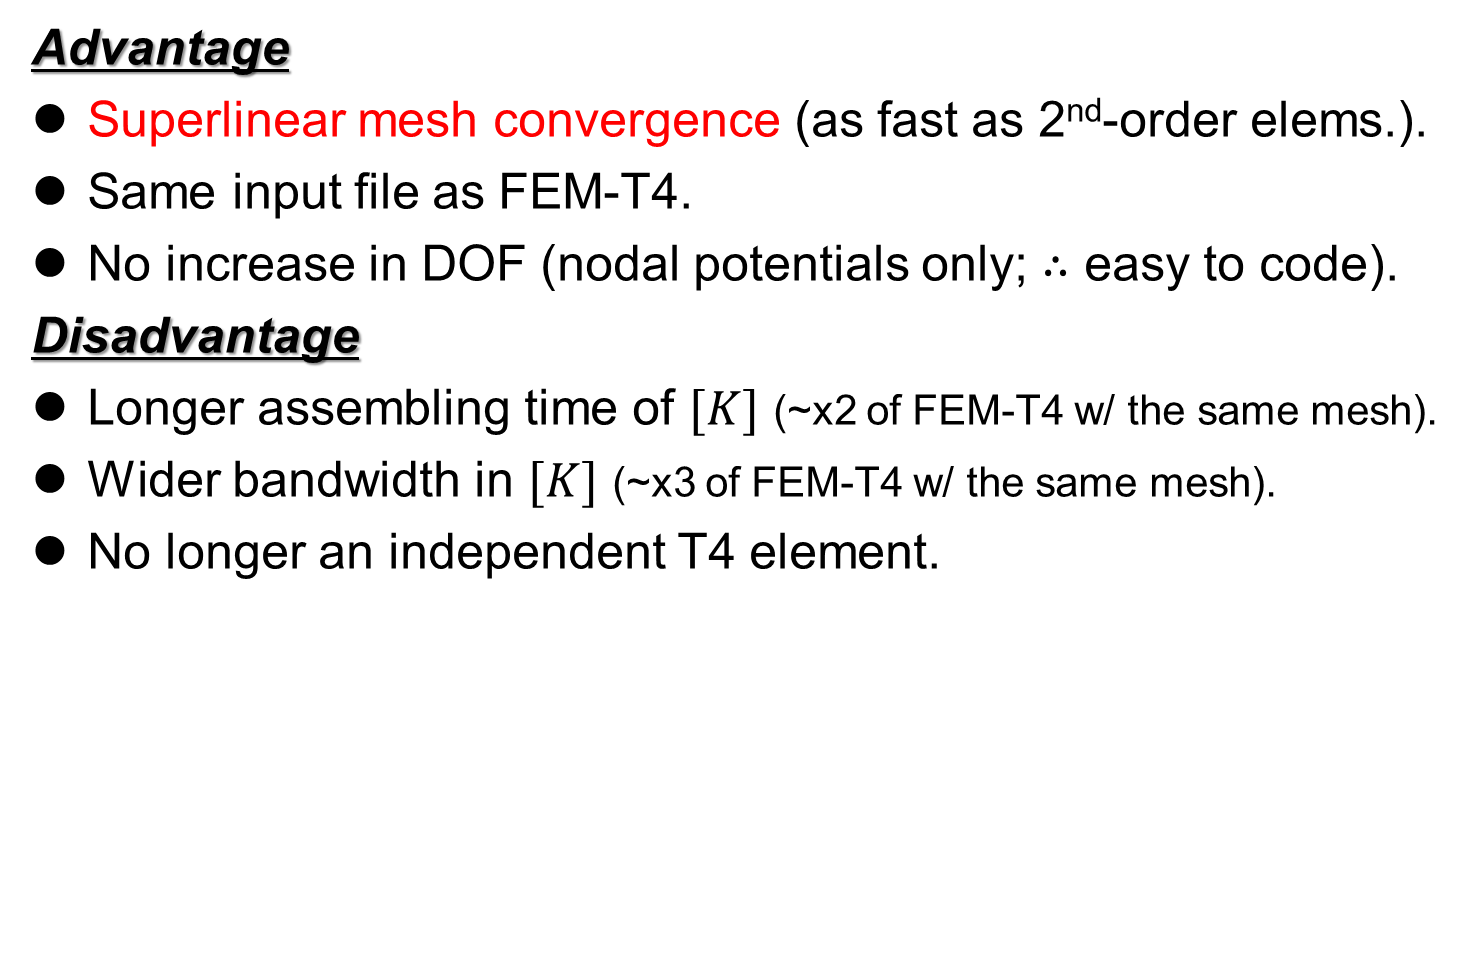 Advantage
● Superlinear mesh convergence (as fast as 2nd-order elems.).
● Same input file as FEM-T4.
● No increase in DOF (nodal potentials only; ∴ easy to code).
Disadvantage
● Longer assembling time of [K] (~x2 of FEM-T4 w/ the same mesh).
● Wider bandwidth in [K] (~x3 of FEM-T4 w/ the same mesh).
● No longer an independent T4 element.